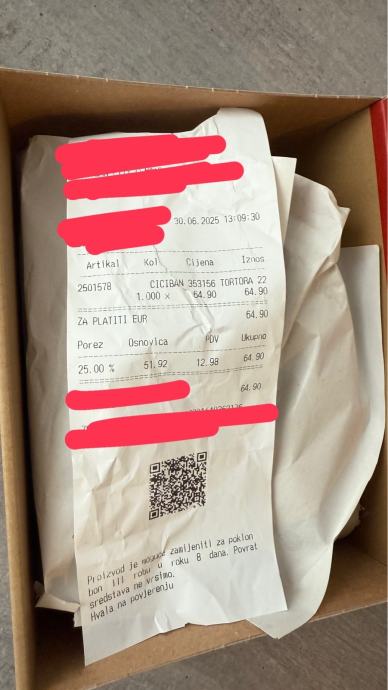 30.06.2025 13:09:30
Artikal Kol Cijena Iznos
2501578 CICIBAN 353156 TORTORA 22
1.000 x 64.90 64.90
ZA PLATITI EUR 64.90
Porez Osnovica PDV Ukupno
25.00 % 51.92 12.98 64.90
64.90
Proizvod je moguće zamijeniti za poklon
bon ili robu u roku 8 dana. Povrat
sredstava ne vršimo.
Hvala na povjerenju